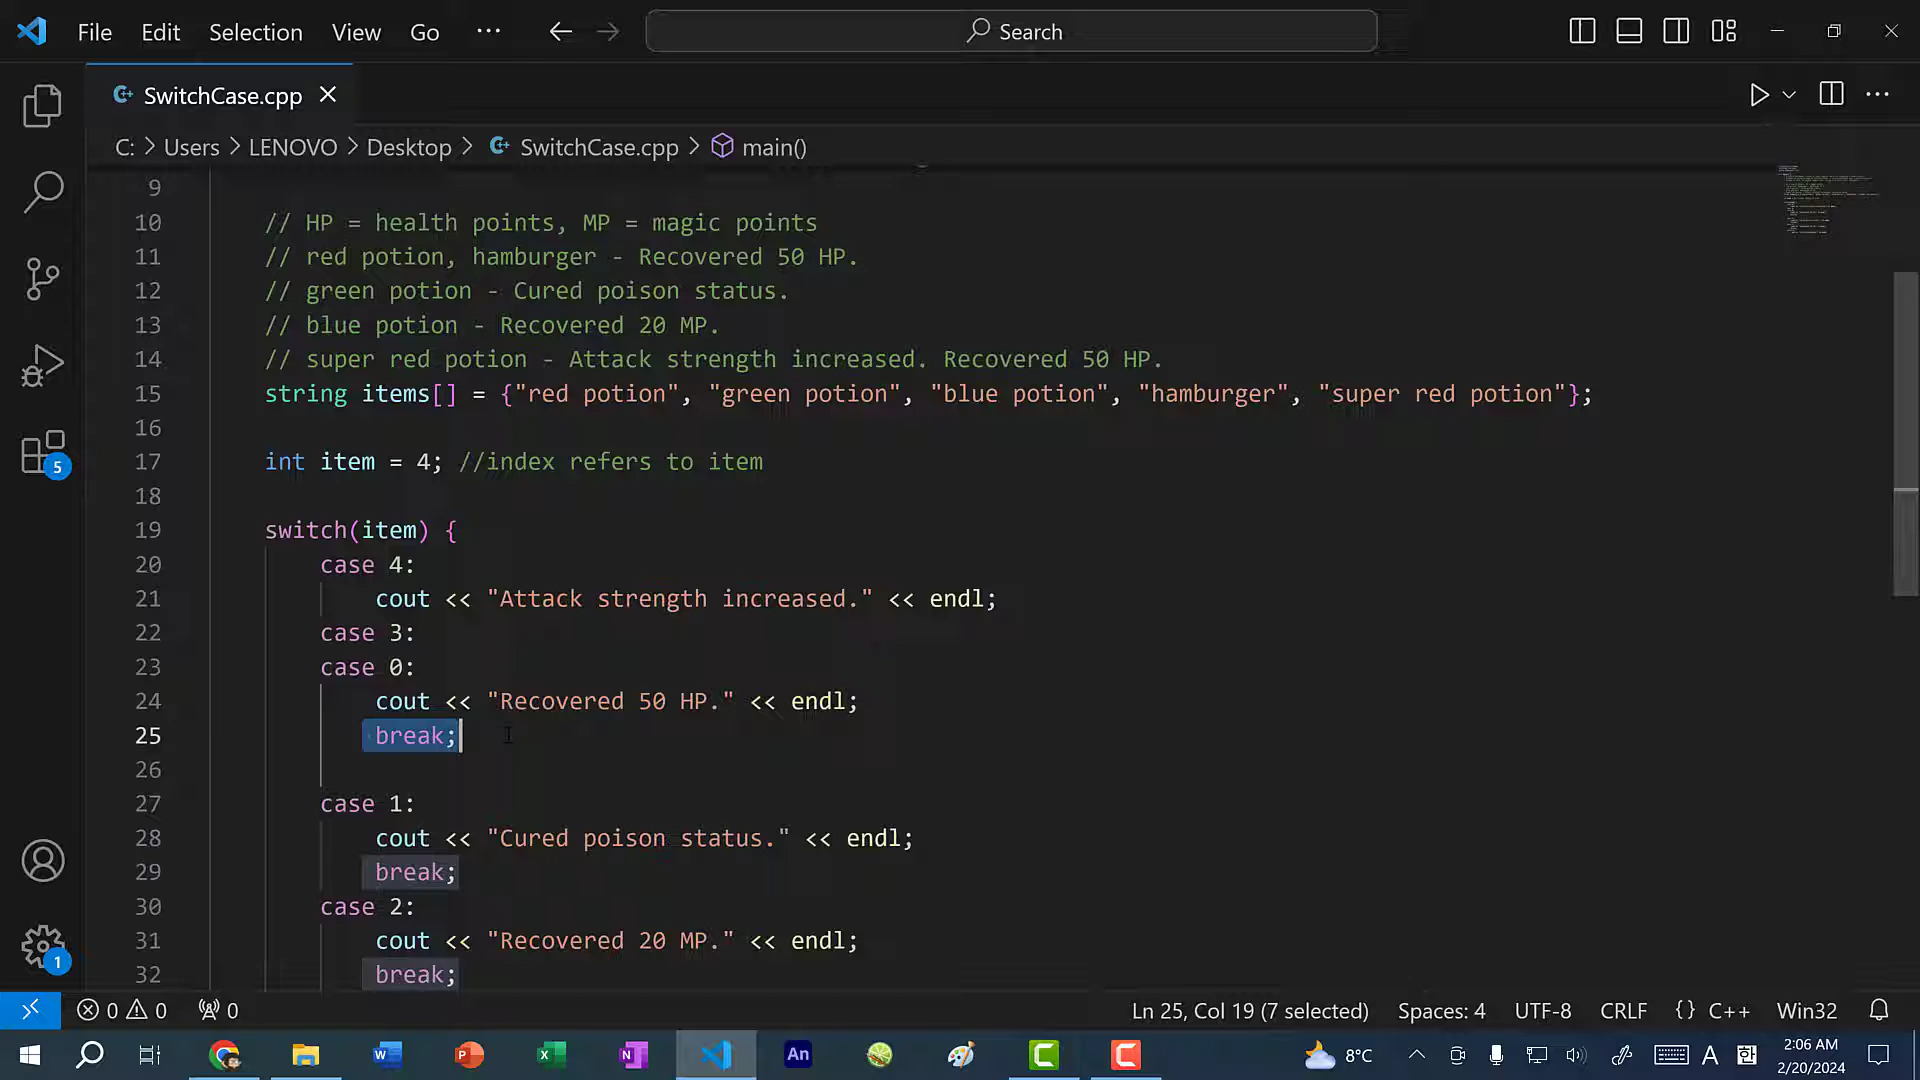 File Edit Selection View Go ··· Search
SwitchCase.cpp
C: > Users > LENOVO > Desktop > SwitchCase.cpp > main()
9
10 // HP = health points, MP = magic points
11 // red potion, hamburger - Recovered 50 HP.
12 // green potion - Cured poison status.
13 // blue potion - Recovered 20 MP.
14 // super red potion - Attack strength increased. Recovered 50 HP.
15 string items[] = {"red potion", "green potion", "blue potion", "hamburger", "super red potion"};
16
17 int item = 4; //index refers to item
18
19 switch(item) {
20 case 4:
21 cout << "Attack strength increased." << endl;
22 case 3:
23 case 0:
24 cout << "Recovered 50 HP." << endl;
25 break;
26
27 case 1:
28 cout << "Cured poison status." << endl;
29 break;
30 case 2:
31 cout << "Recovered 20 MP." << endl;
32 break;
5
1
0 0 0 Ln 25, Col 19 (7 selected) Spaces: 4 UTF-8 CRLF {} C++ Win32
W P X N An C C 8°C A 한 2:06 AM
2/20/2024